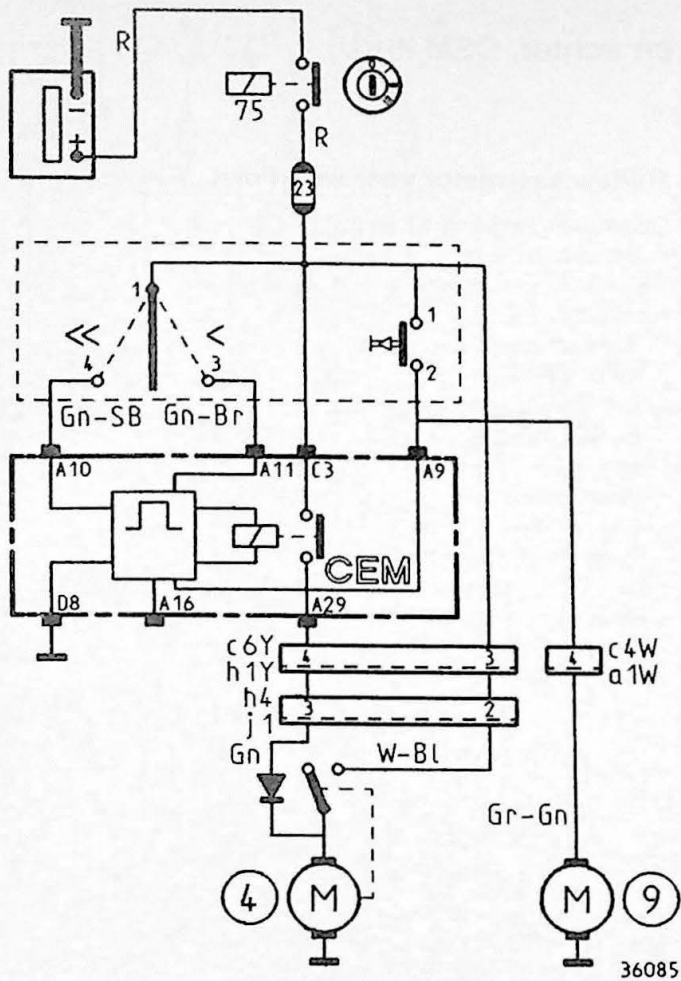 R
-
+
75
R
23
0
I
1
<<
<
4
3
1
2
Gn-SB
Gn-Br
A10
A11
C3
A9
CEM
D8
A16
A29
c6Y
h1Y
4
3
4
c4W
a1W
h4
j1
3
2
Gn
W-Bl
Gr-Gn
4
M
M
9
36085